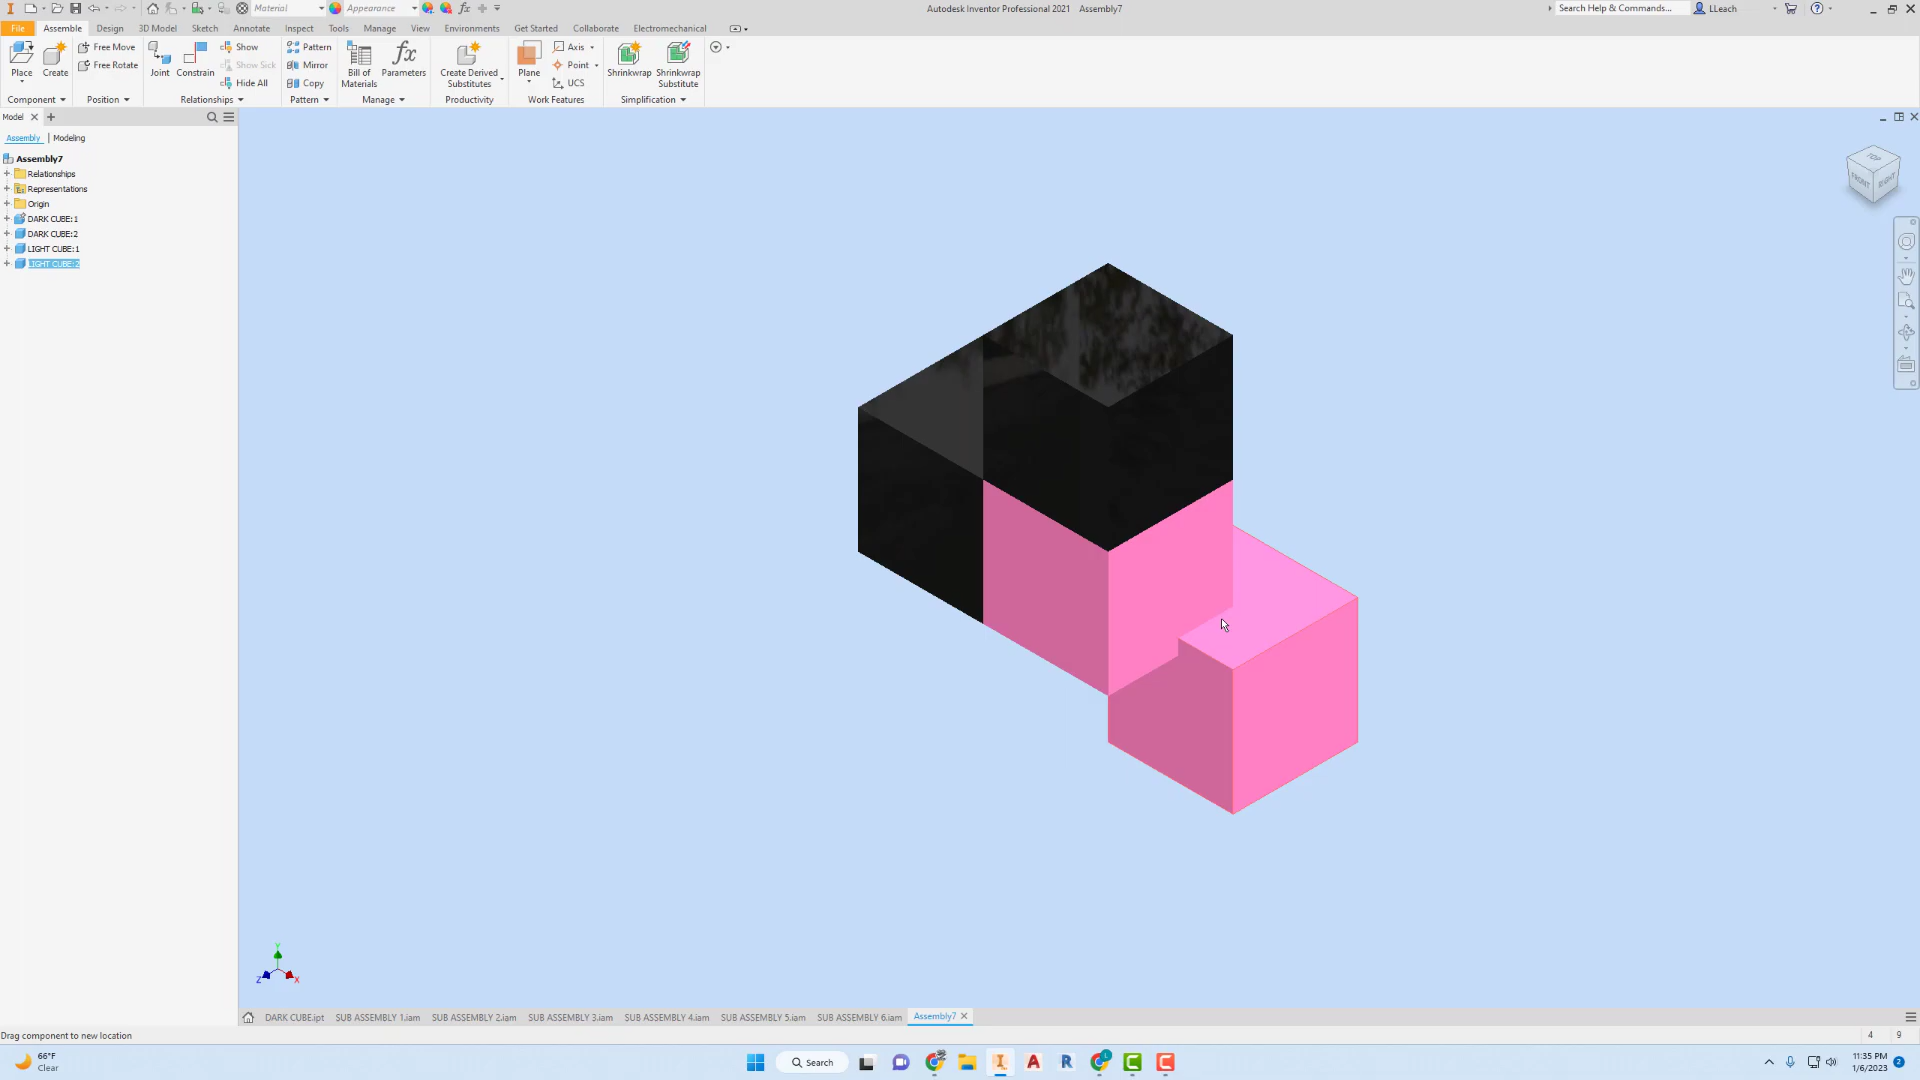 Material
Appearance
Autodesk Inventor Professional 2021 Assembly7
Search Help & Commands...
LLeach
File Assemble Design 3D Model Sketch Annotate Inspect Tools Manage View Environments Get Started Collaborate Electromechanical
Place
Create
Free Move
Free Rotate
Joint
Constrain
Show
Show Sick
Hide All
Pattern
Mirror
Copy
Bill of
Materials
fx
Parameters
Create Derived
Substitutes
Plane
Axis
Point
UCS
Shrinkwrap
Shrinkwrap
Substitute
Component Position Relationships Pattern Manage Productivity Work Features Simplification
Model
Assembly | Modeling
Assembly7
Relationships
Representations
Origin
DARK CUBE:1
DARK CUBE:2
LIGHT CUBE:1
LIGHT CUBE:2
TOP
FRONT
RIGHT
Y
Z
X
DARK CUBE.ipt SUB ASSEMBLY 1.iam SUB ASSEMBLY 2.iam SUB ASSEMBLY 3.iam SUB ASSEMBLY 4.iam SUB ASSEMBLY 5.iam SUB ASSEMBLY 6.iam Assembly7
Drag component to new location
4 9
66°F
Clear
Search
11:35 PM
1/6/2023
2